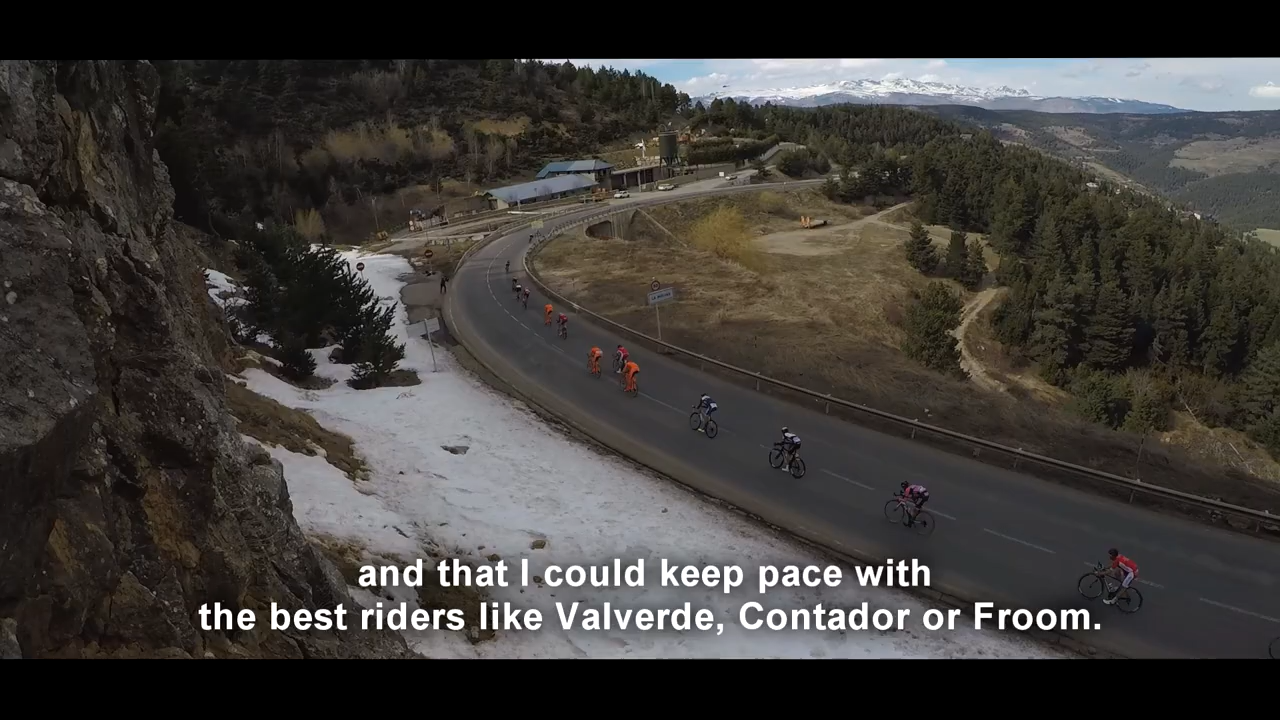 and that I could keep pace with
the best riders like Valverde, Contador or Froom.